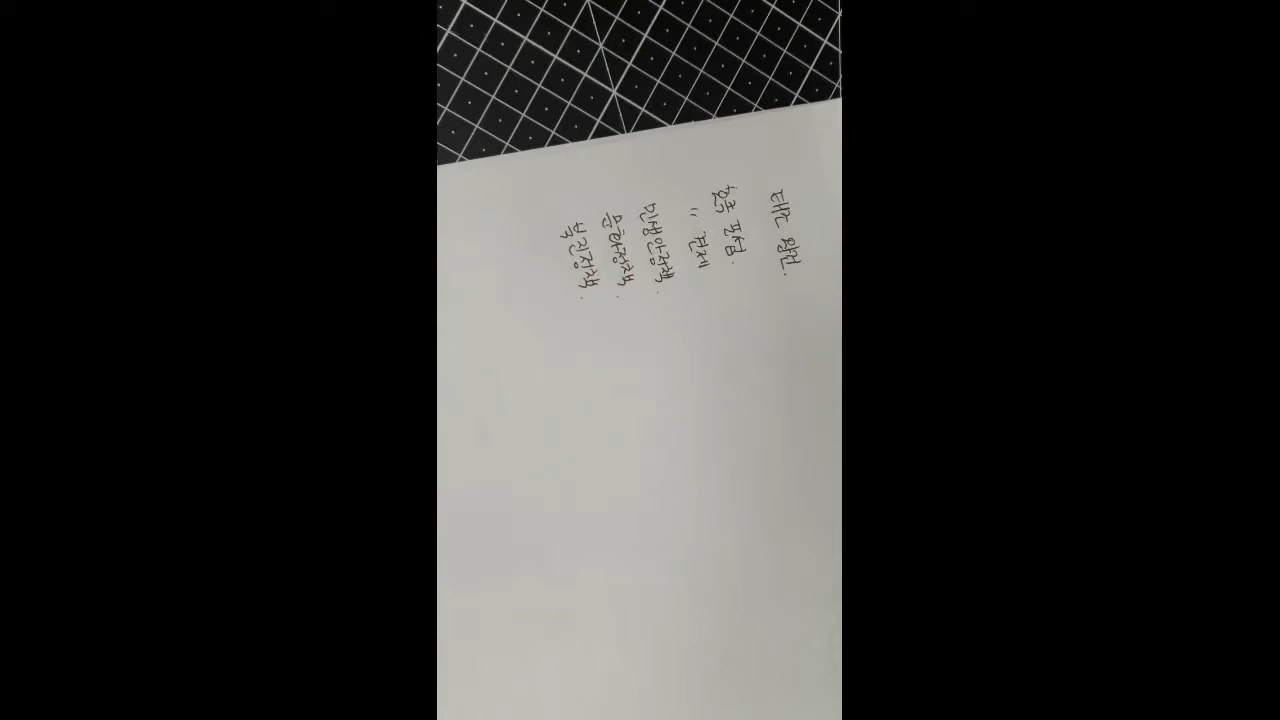 태조 왕건.
호족 포섭.
〃 견제
민생안정책.
숭하정책.
북진정책.